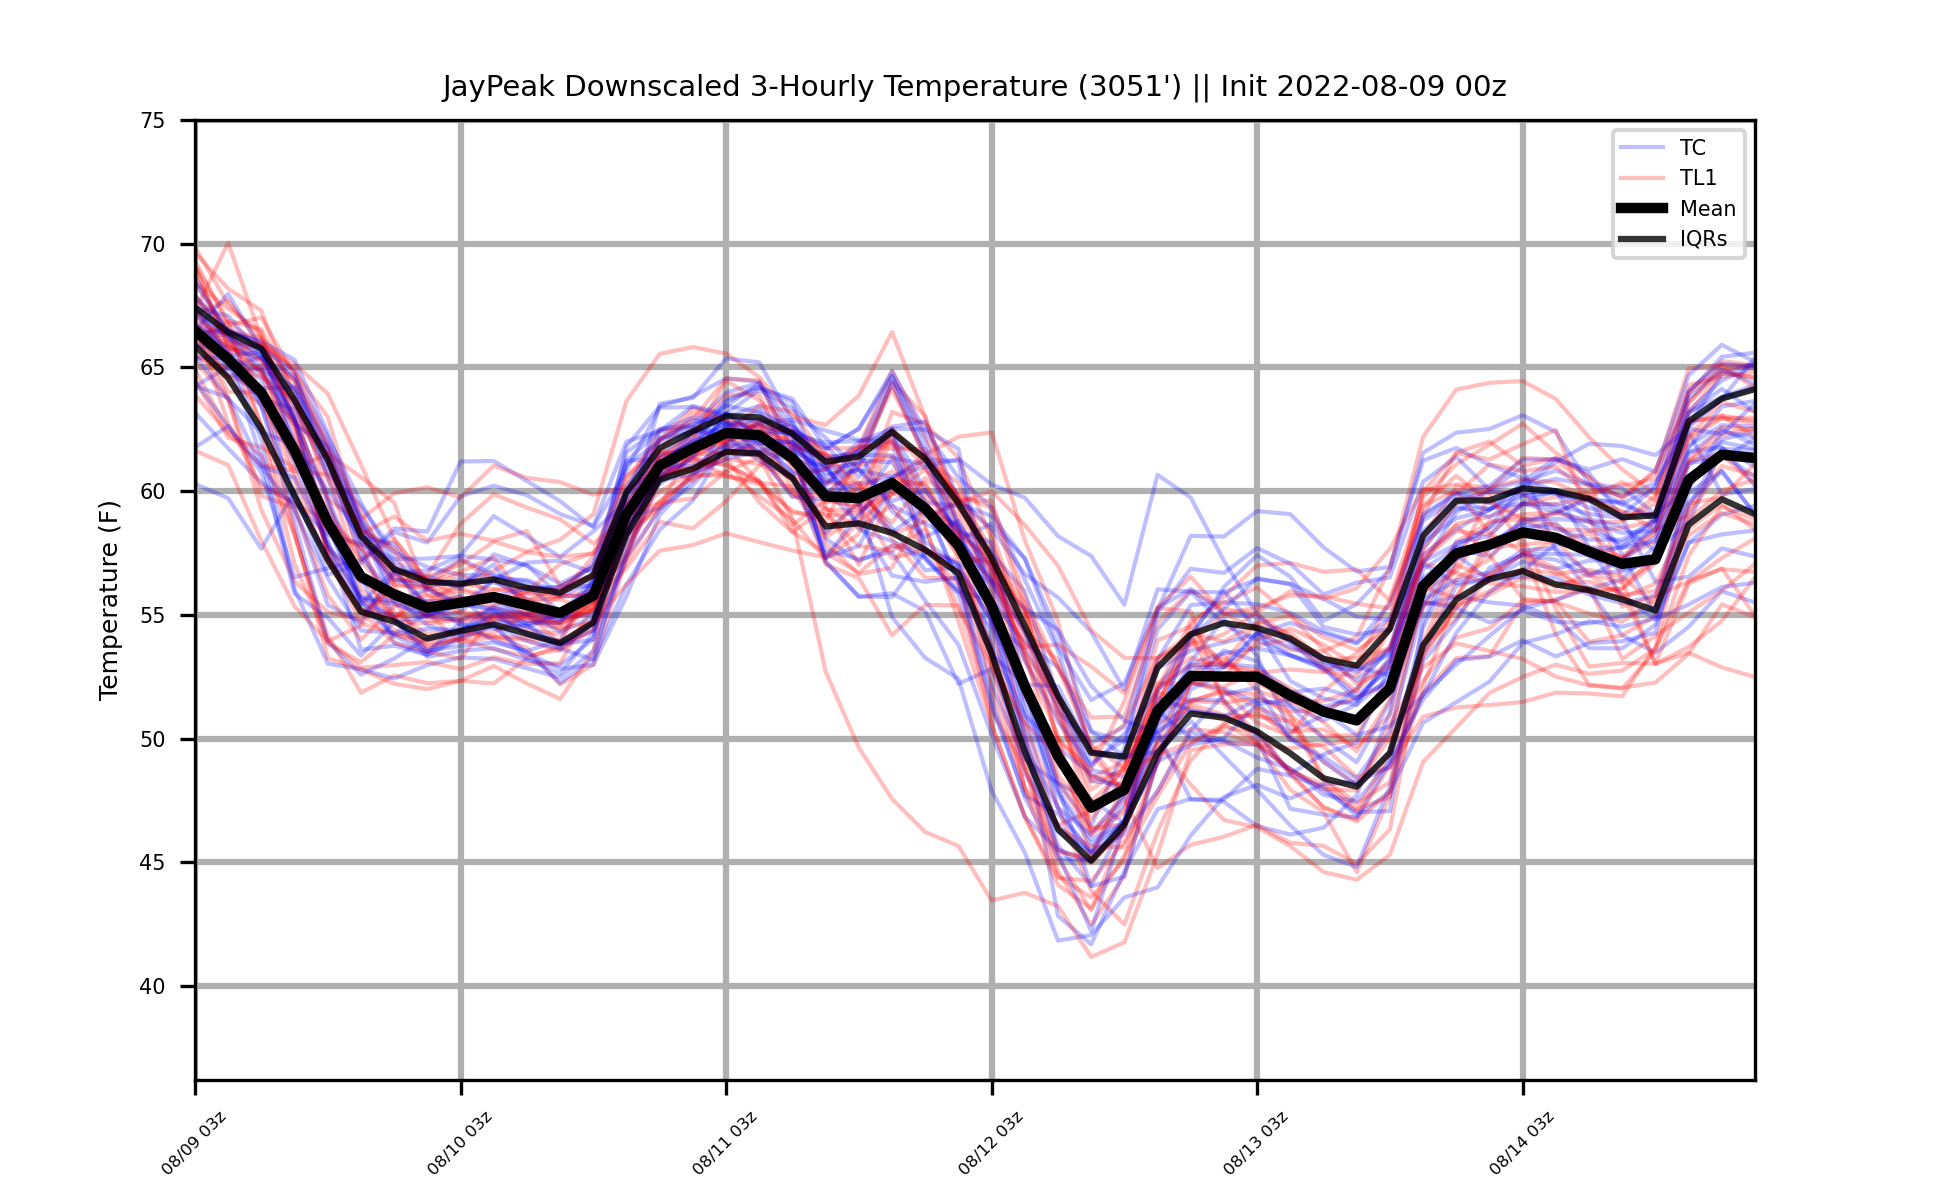 JayPeak Downscaled 3-Hourly Temperature (3051') || Init 2022-08-09 00z
TC
TL1
Mean
IQRs
Temperature (F)
75
70
65
60
55
50
45
40
08/09 03z
08/10 03z
08/11 03z
08/12 03z
08/13 03z
08/14 03z